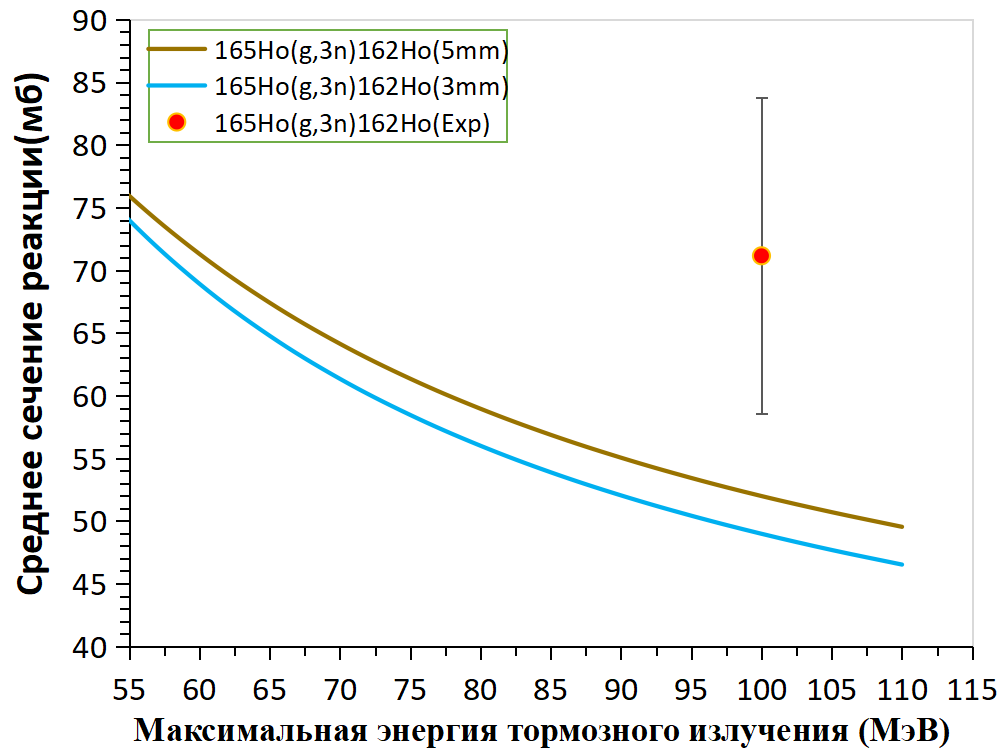 Среднее сечение реакции(мб)
90
85
80
75
70
65
60
55
50
45
40
165Ho(g,3n)162Ho(5mm)
165Ho(g,3n)162Ho(3mm)
165Ho(g,3n)162Ho(Exp)
55 60 65 70 75 80 85 90 95 100 105 110 115
Максимальная энергия тормозного излучения (МэВ)